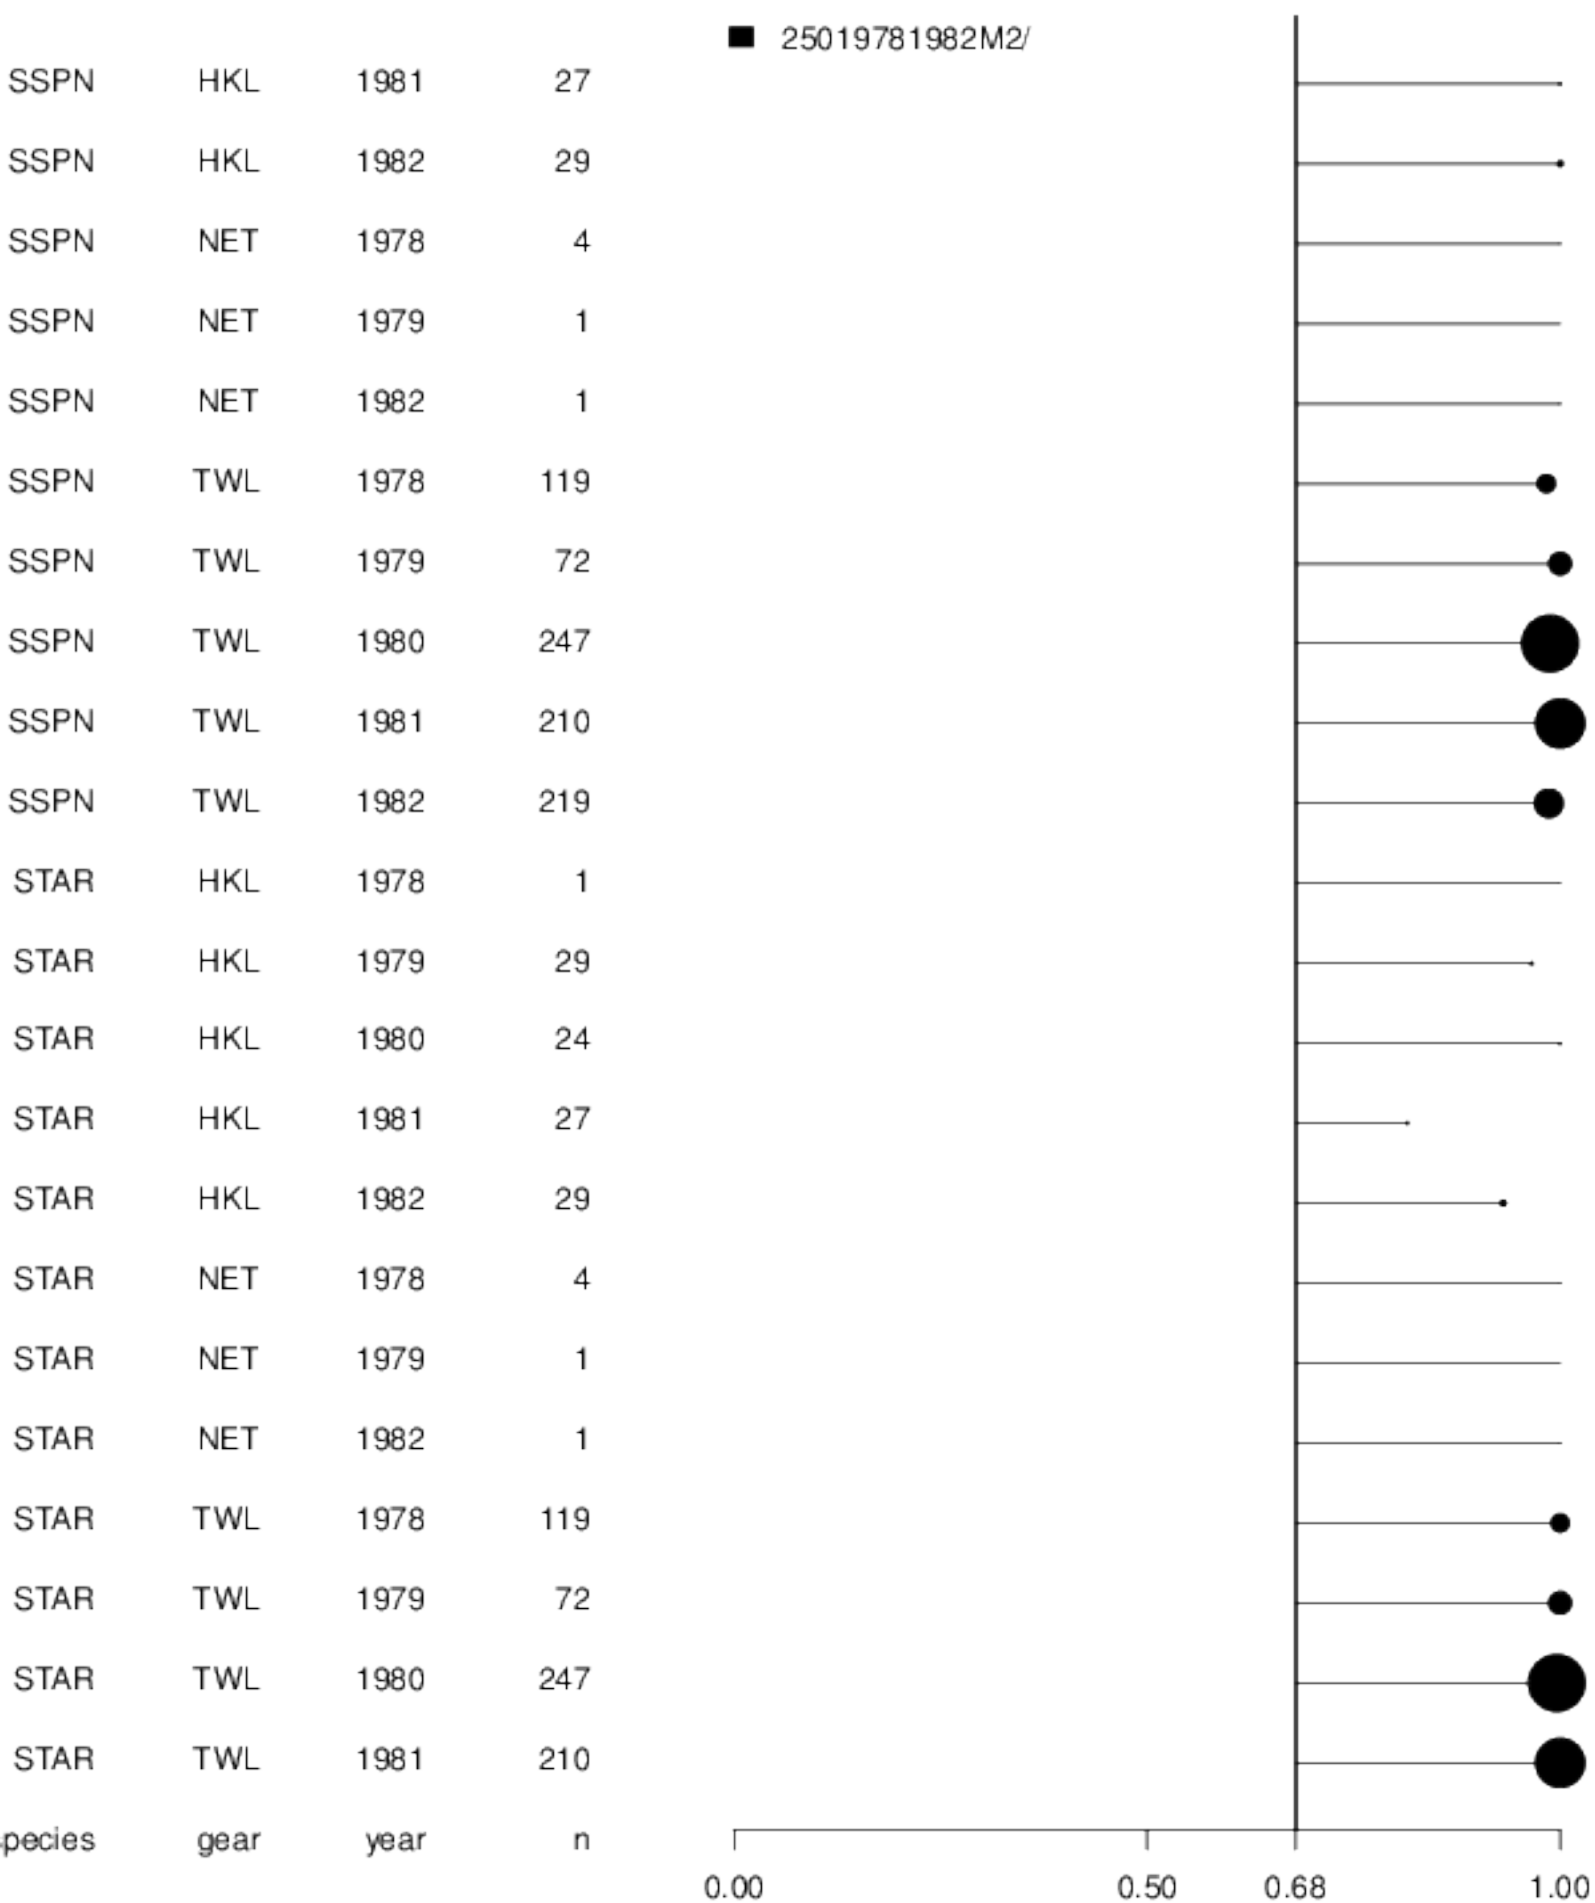 25019781982M2/
SSPN HKL 1981 27
SSPN HKL 1982 29
SSPN NET 1978 4
SSPN NET 1979 1
SSPN NET 1982 1
SSPN TWL 1978 119
SSPN TWL 1979 72
SSPN TWL 1980 247
SSPN TWL 1981 210
SSPN TWL 1982 219
STAR HKL 1978 1
STAR HKL 1979 29
STAR HKL 1980 24
STAR HKL 1981 27
STAR HKL 1982 29
STAR NET 1978 4
STAR NET 1979 1
STAR NET 1982 1
STAR TWL 1978 119
STAR TWL 1979 72
STAR TWL 1980 247
STAR TWL 1981 210
pecies gear year n
0.00 0.50 0.68 1.00